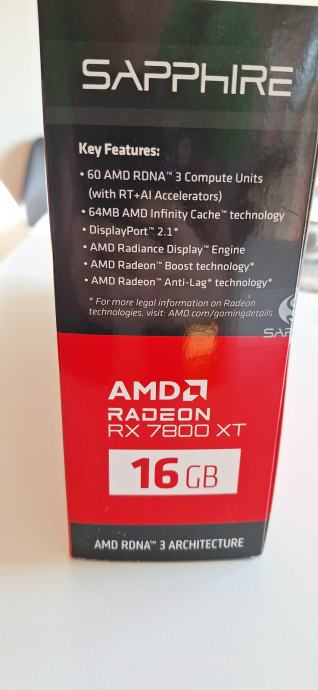 SAPPHIRE
Key Features:
• 60 AMD RDNA™ 3 Compute Units
(with RT+AI Accelerators)
• 64MB AMD Infinity Cache™ technology
• DisplayPort™ 2.1*
• AMD Radiance Display™ Engine
• AMD Radeon™ Boost technology*
• AMD Radeon™ Anti-Lag* technology*
* For more legal information on Radeon
technologies, visit: AMD.com/gamingdetails
AMD
RADEON
RX 7800 XT
16 GB
AMD RDNA™ 3 ARCHITECTURE